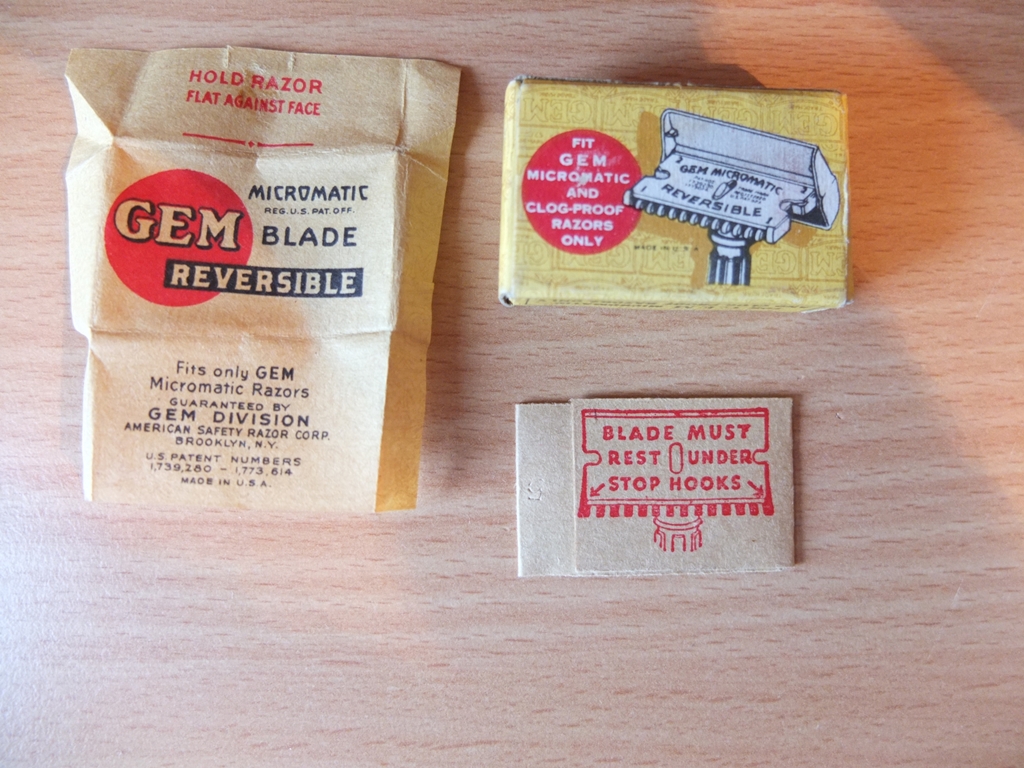 HOLD RAZOR
FLAT AGAINST FACE
GEM
MICROMATIC
REG. U.S. PAT. OFF.
BLADE
REVERSIBLE
Fits only GEM
Micromatic Razors
GUARANTEED BY
GEM DIVISION
AMERICAN SAFETY RAZOR CORP.
BROOKLYN, N.Y.
U.S. PATENT NUMBERS
1,739,280 - 1,773,614
MADE IN U.S.A.
FIT
GEM
MICROMATIC
AND
CLOG-PROOF
RAZORS
ONLY
GEM MICROMATIC
REVERSIBLE
MADE IN U.S.A.
BLADE MUST
REST UNDER
STOP HOOKS